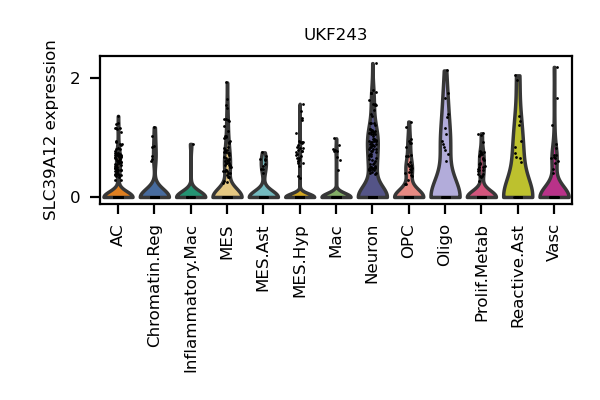 UKF243
SLC39A12 expression
2
0
AC
Chromatin.Reg
Inflammatory.Mac
MES
MES.Ast
MES.Hyp
Mac
Neuron
OPC
Oligo
Prolif.Metab
Reactive.Ast
Vasc